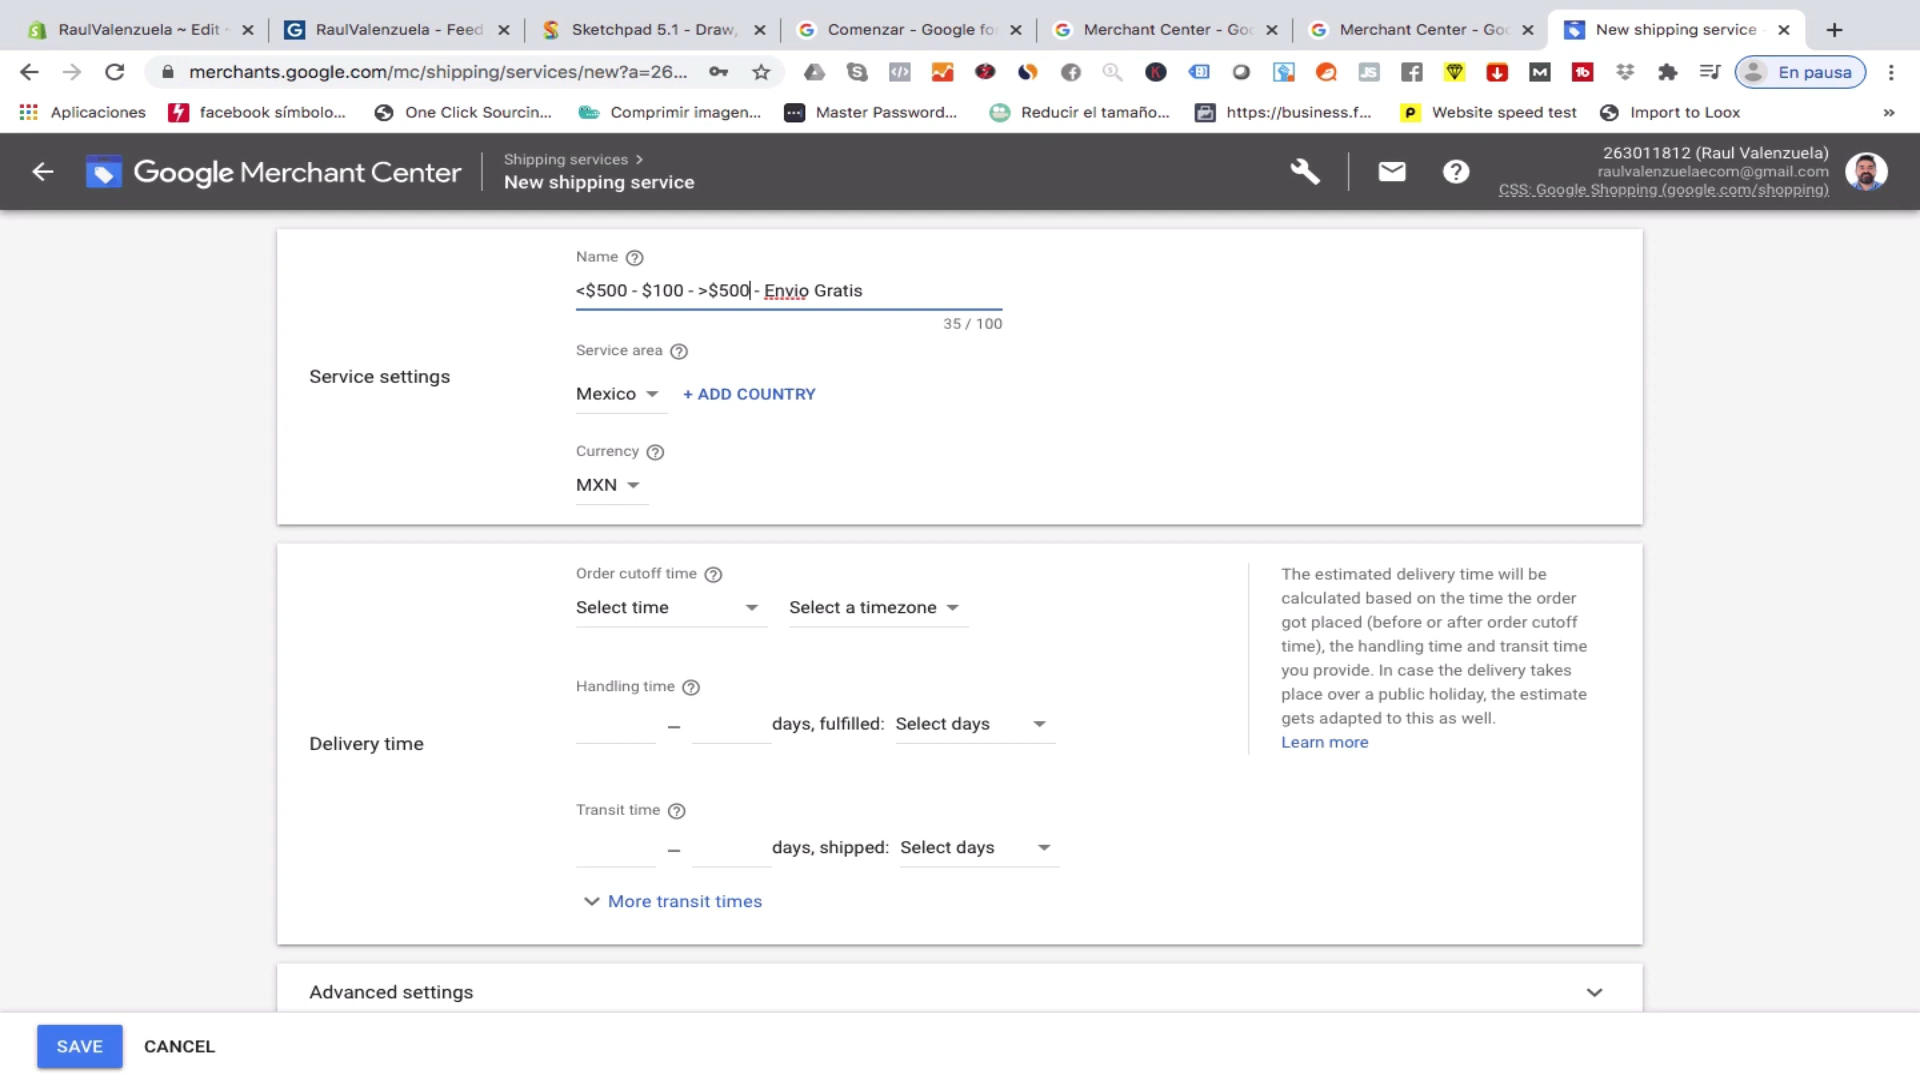 RaulValenzuela ~ Edit
RaulValenzuela - Feed
Sketchpad 5.1 - Draw,
Comenzar - Google fo
Merchant Center - Goo
Merchant Center - Goo
New shipping service
merchants.google.com/mc/shipping/services/new?a=26...
En pausa
Aplicaciones
facebook símbolo...
One Click Sourcin...
Comprimir imagen...
Master Password...
Reducir el tamaño...
https://business.f...
Website speed test
Import to Loox
»
Google Merchant Center
Shipping services >
New shipping service
263011812 (Raul Valenzuela)
raulvalenzuelaecom@gmail.com
CSS: Google Shopping (google.com/shopping)
Name
<$500 - $100 - >$500 - Envio Gratis
35 / 100
Service settings
Service area
Mexico
+ ADD COUNTRY
Currency
MXN
Delivery time
Order cutoff time
Select time
Select a timezone
Handling time
– days, fulfilled: Select days
Transit time
– days, shipped: Select days
More transit times
The estimated delivery time will be
calculated based on the time the order
got placed (before or after order cutoff
time), the handling time and transit time
you provide. In case the delivery takes
place over a public holiday, the estimate
gets adapted to this as well.
Learn more
Advanced settings
SAVE
CANCEL